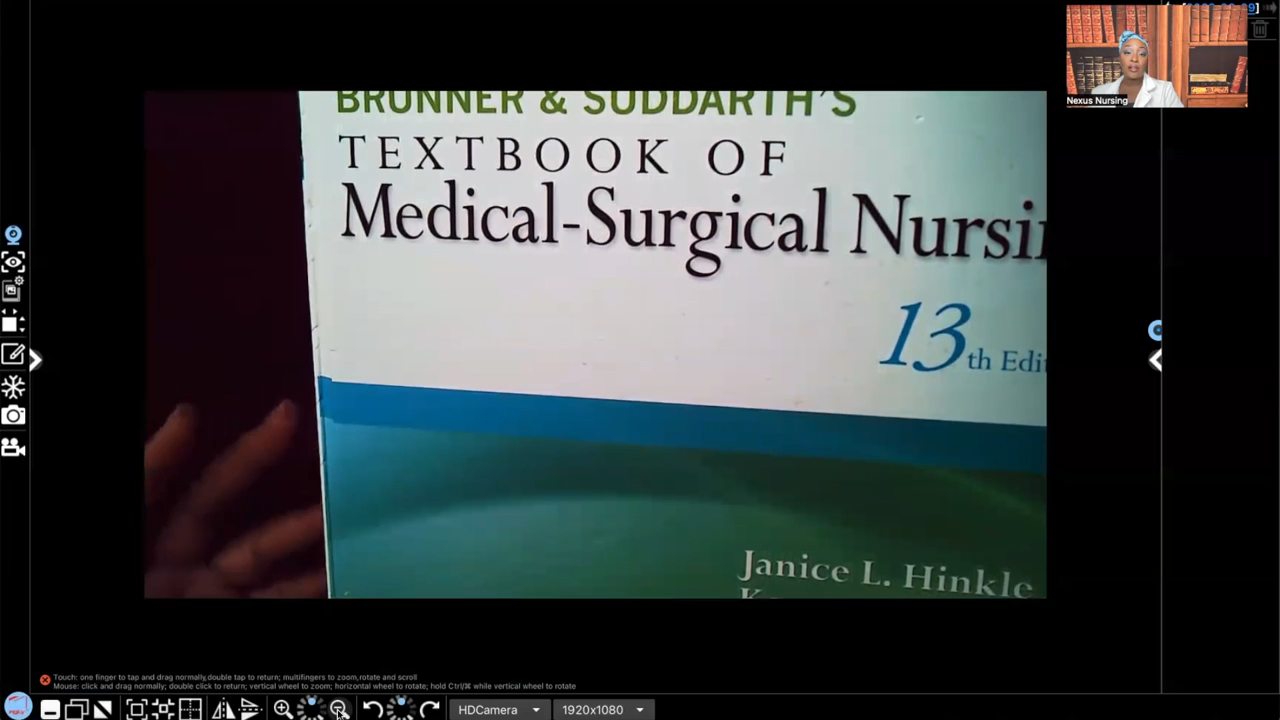 BRUNNER & SUDDARTH'S
TEXTBOOK OF
Medical-Surgical
13th
Janice L. Hinkle
Nexus Nursing
Touch: one finger to tap and drag normally,double tap to return; multifingers to zoom,rotate and scroll
Mouse: click and drag normally; double click to return; vertical wheel to zoom; horizontal wheel to rotate; hold Ctrl/⌘ while vertical wheel to rotate
HDCamera
1920x1080